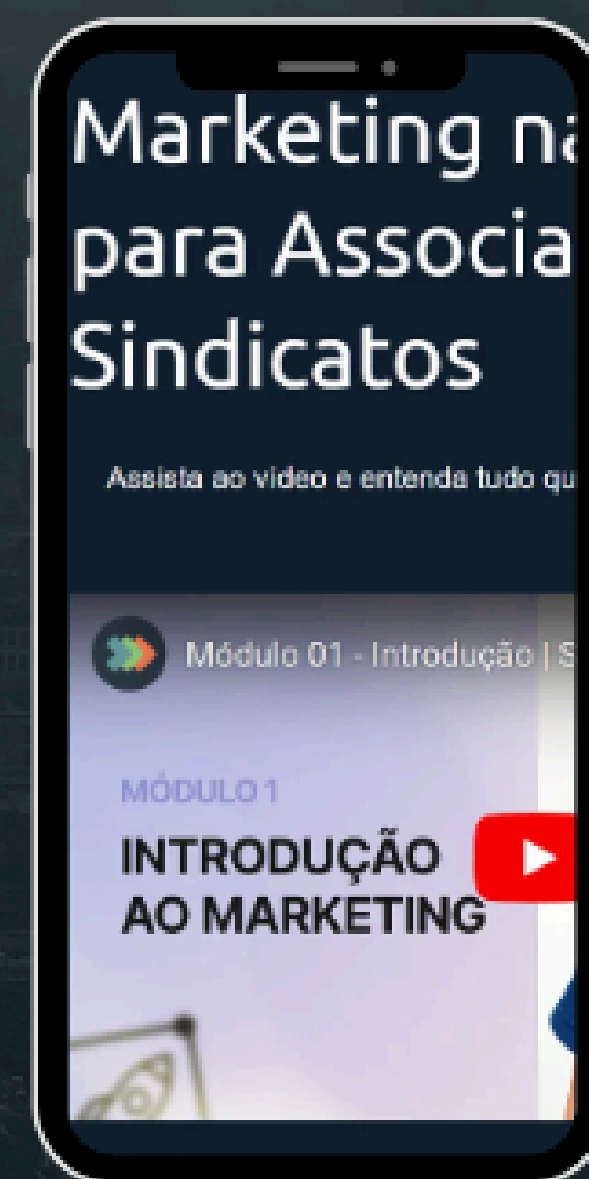 Marketing na
para Associa
Sindicatos
Assista ao vídeo e entenda tudo qu
Módulo 01 - Introdução | S
MÓDULO 1
INTRODUÇÃO
AO MARKETING